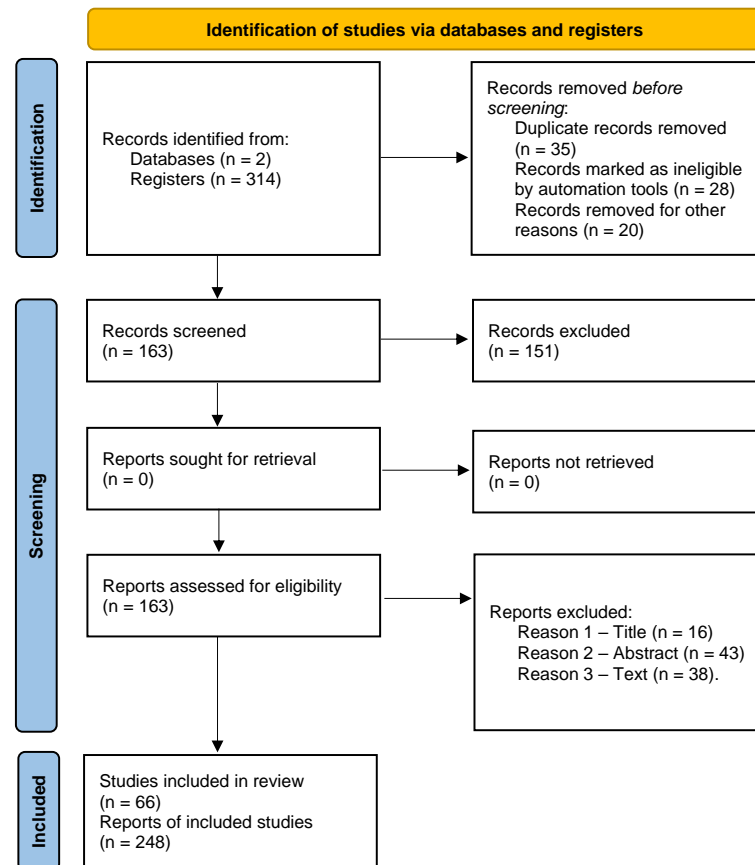 Identification of studies via databases and registers
Identification
Records identified from:
Databases (n = 2)
Registers (n = 314)
Records removed before
screening:
Duplicate records removed
(n = 35)
Records marked as ineligible
by automation tools (n = 28)
Records removed for other
reasons (n = 20)
Screening
Records screened
(n = 163)
Records excluded
(n = 151)
Reports sought for retrieval
(n = 0)
Reports not retrieved
(n = 0)
Reports assessed for eligibility
(n = 163)
Reports excluded:
Reason 1 – Title (n = 16)
Reason 2 – Abstract (n = 43)
Reason 3 – Text (n = 38).
Included
Studies included in review
(n = 66)
Reports of included studies
(n = 248)